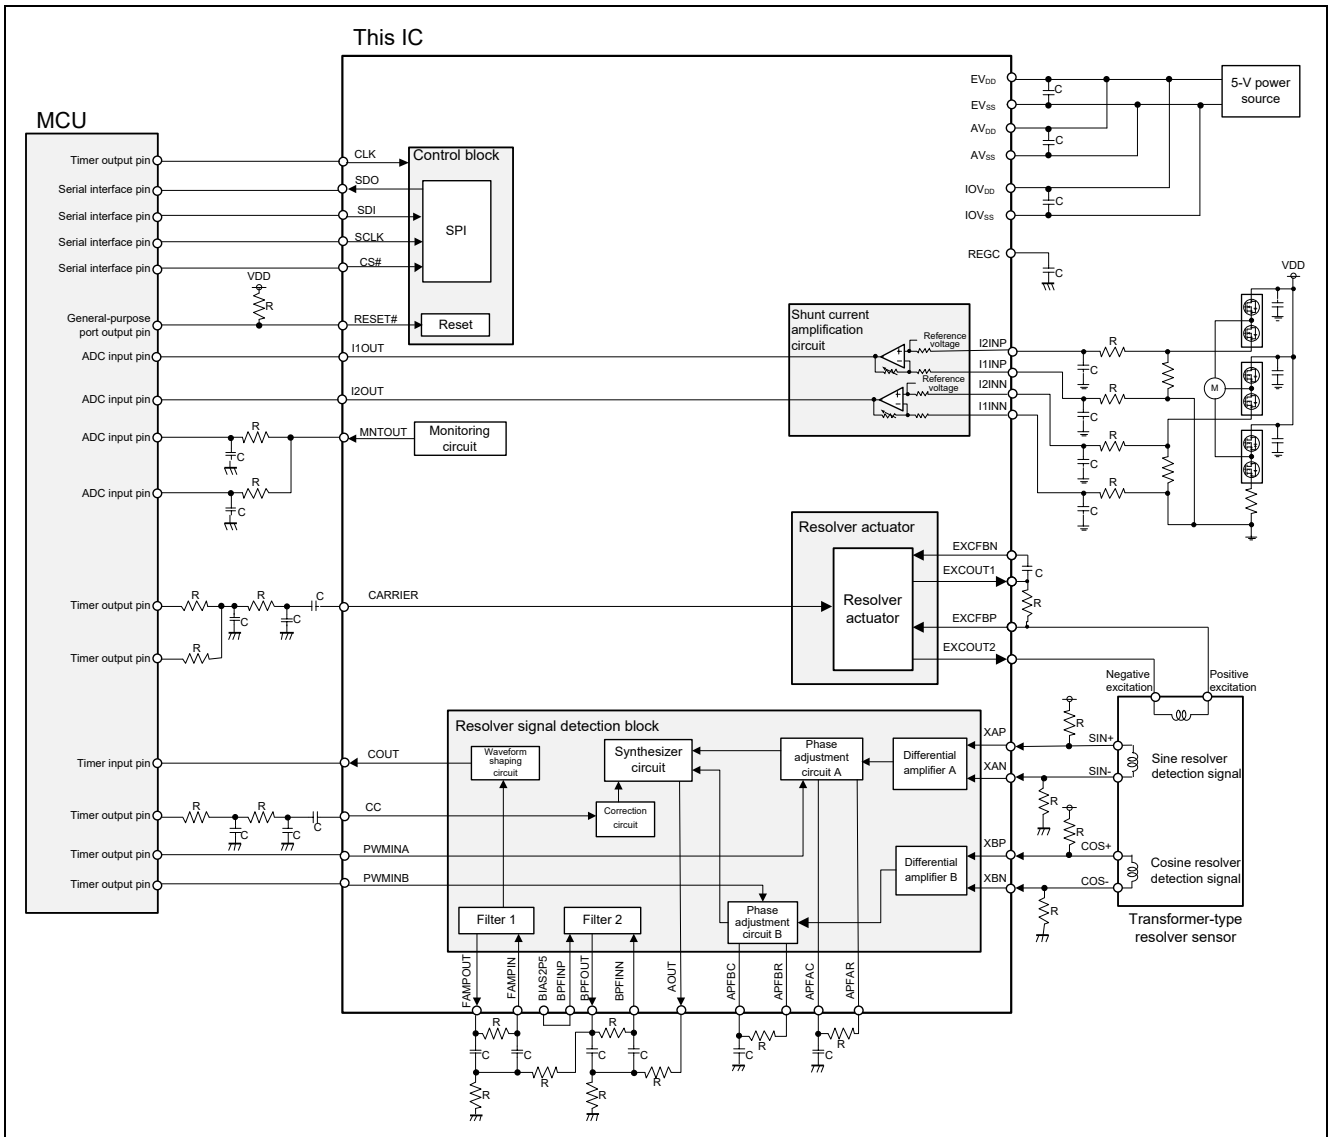 This IC
MCU
Timer output pin
Serial interface pin
Serial interface pin
Serial interface pin
Serial interface pin
General-purpose
port output pin
ADC input pin
ADC input pin
ADC input pin
ADC input pin
Timer output pin
Timer output pin
Timer input pin
Timer output pin
Timer output pin
Timer output pin
VDD
R
R
C
R
C
R
R
C
C
C
R
R
R
C
C
C
CLK
SDO
SDI
SCLK
CS#
RESET#
I1OUT
I2OUT
MNTOUT
CARRIER
COUT
CC
PWMINA
PWMINB
Control block
SPI
Reset
Monitoring
circuit
Shunt current
amplification
circuit
Reference
voltage
Reference
voltage
+
-
+
-
Resolver actuator
Resolver
actuator
Resolver signal detection block
Waveform
shaping
circuit
Synthesizer
circuit
Correction
circuit
Phase
adjustment
circuit A
Differential
amplifier A
Differential
amplifier B
Phase
adjustment
circuit B
Filter 1
Filter 2
EVDD
EVSS
AVDD
AVSS
IOVDD
IOVSS
REGC
C
C
C
C
5-V power
source
I2INP
I1INP
I2INN
I1INN
R
C
R
C
R
C
R
C
VDD
M
EXCFBN
EXCOUT1
EXCFBP
EXCOUT2
C
R
Negative
excitation
Positive
excitation
XAP
XAN
XBP
XBN
R
R
R
R
SIN+
SIN-
COS+
COS-
Sine resolver
detection signal
Cosine resolver
detection signal
Transformer-type
resolver sensor
FAMPOUT
FAMPIN
BIAS2P5
BPFINP
BPFOUT
BPFINN
AOUT
APFBC
APFBR
APFAC
APFAR
R
C
C
R
R
R
C
C
R
R
C
R
C
R